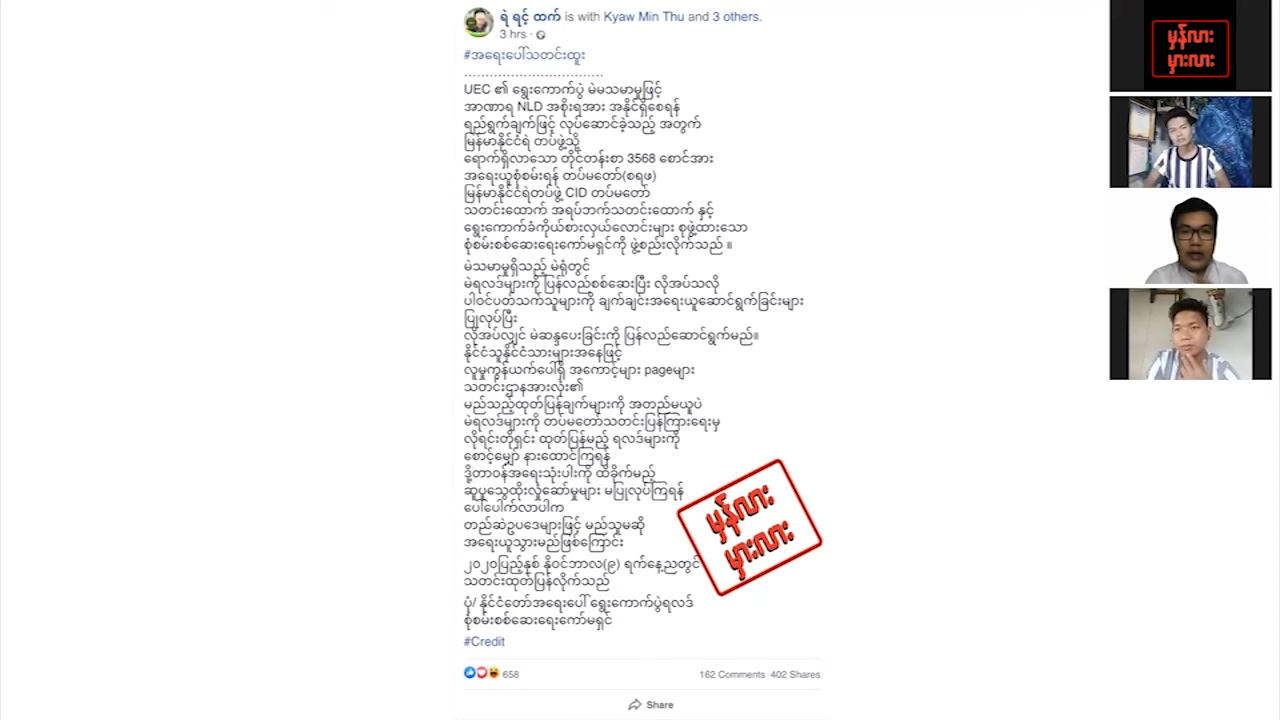 ရဲ ရင့် ထက် is with Kyaw Min Thu and 3 others.
3 hrs ·
#အရေးပေါ်သတင်းထူး
.................................
UEC ၏ ရွေးကောက်ပွဲ မဲမသမာမှုဖြင့်
အာဏာရ NLD အစိုးရအား အနိုင်ရှိစေရန်
ရည်ရွက်ချက်ဖြင့် လုပ်ဆောင်ခဲ့သည့် အတွက်
မြန်မာနိုင်ငံရဲ တပ်ဖွဲ့သို့
ရောက်ရှိလာသော တိုင်တန်းစာ 3568 စောင်အား
အရေးယူစုံစမ်းရန် တပ်မတော်(စရဖ)
မြန်မာနိုင်ငံရဲတပ်ဖွဲ့ CID တပ်မတော်
သတင်းထောက် အရပ်ဘက်သတင်းထောက် နှင့်
ရွေးကောက်ခံကိုယ်စားလှယ်လောင်းများ စုဖွဲ့ထားသော
စုံစမ်းစစ်ဆေးရေးကော်မရှင်ကို ဖွဲ့စည်းလိုက်သည် ။
မဲသမာမှုရှိသည့် မဲရုံတွင်
မဲရလဒ်များကို ပြန်လည်စစ်ဆေးပြီး လိုအပ်သလို
ပါဝင်ပတ်သက်သူများကို ချက်ချင်းအရေးယူဆောင်ရွက်ခြင်းများ
ပြုလုပ်ပြီး
လိုအပ်လျှင် မဲဆန္ဒပေးခြင်းကို ပြန်လည်ဆောင်ရွက်မည်။
နိုင်ငံသူနိုင်ငံသားများအနေဖြင့်
လူမှုကွန်ယက်ပေါ်ရှိ အကောင့်များ pageများ
သတင်းဌာနအားလုံး၏
မည်သည့်ထုတ်ပြန်ချက်များကို အတည်မယူပဲ
မဲရလဒ်များကို တပ်မတော်သတင်းပြန်ကြားရေးမှ
လိုရင်းတိုရှင်း ထုတ်ပြန်မည့် ရလဒ်များကို
စောင့်မျှော် နားထောင်ကြရန်
ဒို့တာဝန်အရေးသုံးပါးကို ထိခိုက်မည့်
ဆူပူသွေထိုးလှုံ့ဆော်မှုများ မပြုလုပ်ကြရန်
ပေါ်ပေါက်လာပါက
တည်ဆဲဥပဒေများဖြင့် မည်သူမဆို
အရေးယူသွားမည်ဖြစ်ကြောင်း
၂၀၂၀ပြည့်နှစ် နိုဝင်ဘာလ(၉) ရက်နေ့ညတွင်
သတင်းထုတ်ပြန်လိုက်သည်
ပုံ/ နိုင်ငံတော်အရေးပေါ် ရွေးကောက်ပွဲရလဒ်
စုံစမ်းစစ်ဆေးရေးကော်မရှင်
#Credit
658
162 Comments 402 Shares
Share
မှန်လား
မှားလား
မှန်လား
မှားလား